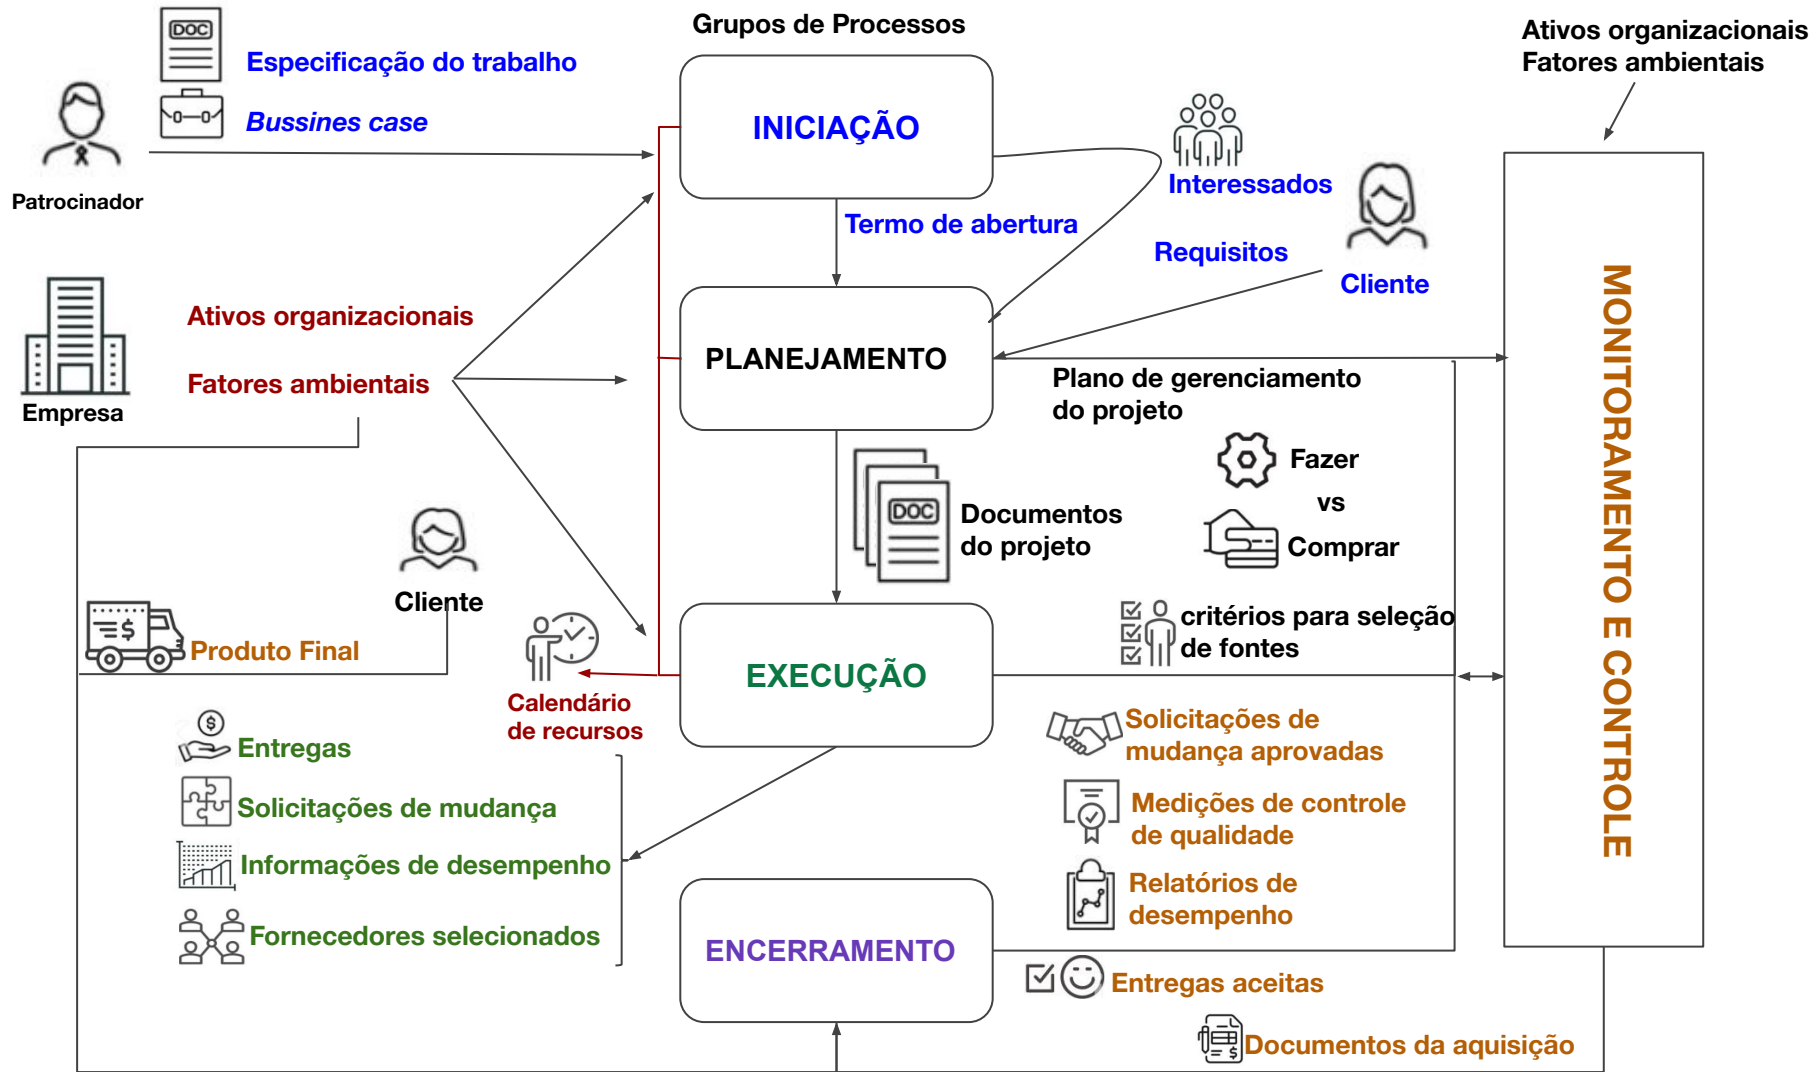 Grupos de Processos
Ativos organizacionais
Fatores ambientais
DOC
Especificação do trabalho
Bussines case
Patrocinador
INICIAÇÃO
Interessados
Termo de abertura
Requisitos
Cliente
Empresa
Ativos organizacionais
Fatores ambientais
PLANEJAMENTO
Plano de gerenciamento
do projeto
MONITORAMENTO E CONTROLE
Fazer
vs
Comprar
DOC
Documentos
do projeto
Cliente
$
Produto Final
Calendário
de recursos
EXECUÇÃO
critérios para seleção
de fontes
$
Entregas
Solicitações de mudança
Informações de desempenho
Fornecedores selecionados
Solicitações de
mudança aprovadas
Medições de controle
de qualidade
Relatórios de
desempenho
ENCERRAMENTO
Entregas aceitas
$
Documentos da aquisição